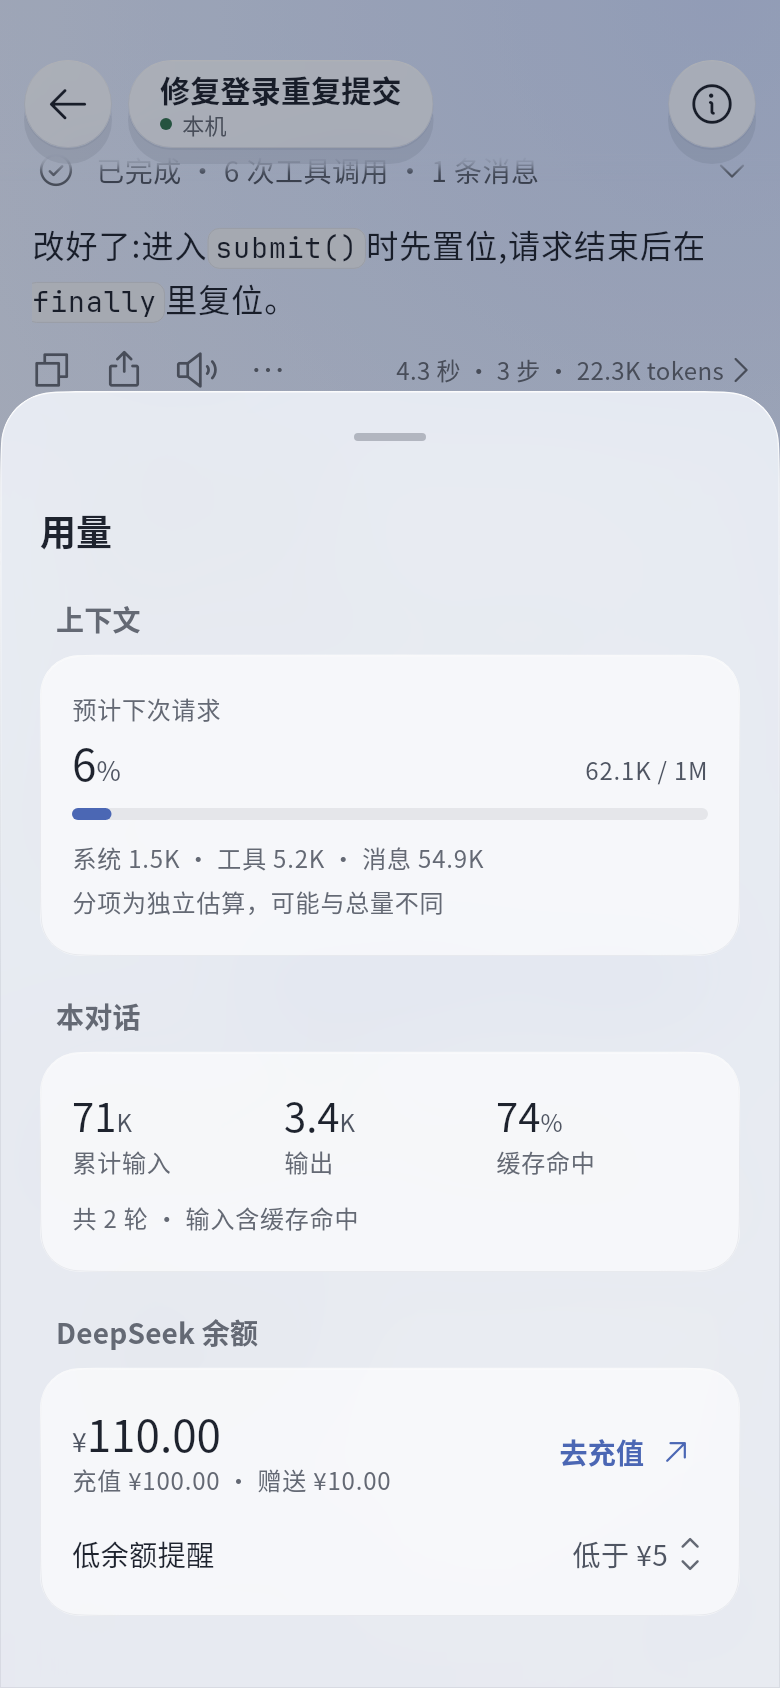 修复登录重复提交
本机
已完成 · 6 次工具调用 · 1 条消息
改好了:进入 submit() 时先置位,请求结束后在
finally 里复位。
4.3 秒 · 3 步 · 22.3K tokens
用量
上下文
预计下次请求
6% 62.1K / 1M
系统 1.5K · 工具 5.2K · 消息 54.9K
分项为独立估算，可能与总量不同
本对话
71K 3.4K 74%
累计输入 输出 缓存命中
共 2 轮 · 输入含缓存命中
DeepSeek 余额
¥110.00
去充值
充值 ¥100.00 · 赠送 ¥10.00
低余额提醒 低于 ¥5